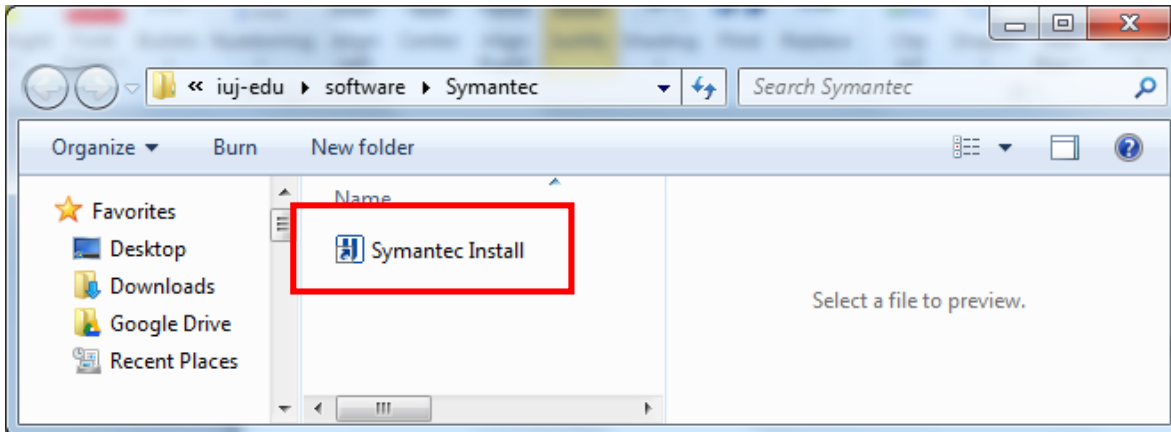 « iuj-edu ▸ software ▸ Symantec
Search Symantec
Organize ▾ Burn New folder
Name
Favorites
Desktop
Downloads
Google Drive
Recent Places
Symantec Install
Select a file to preview.